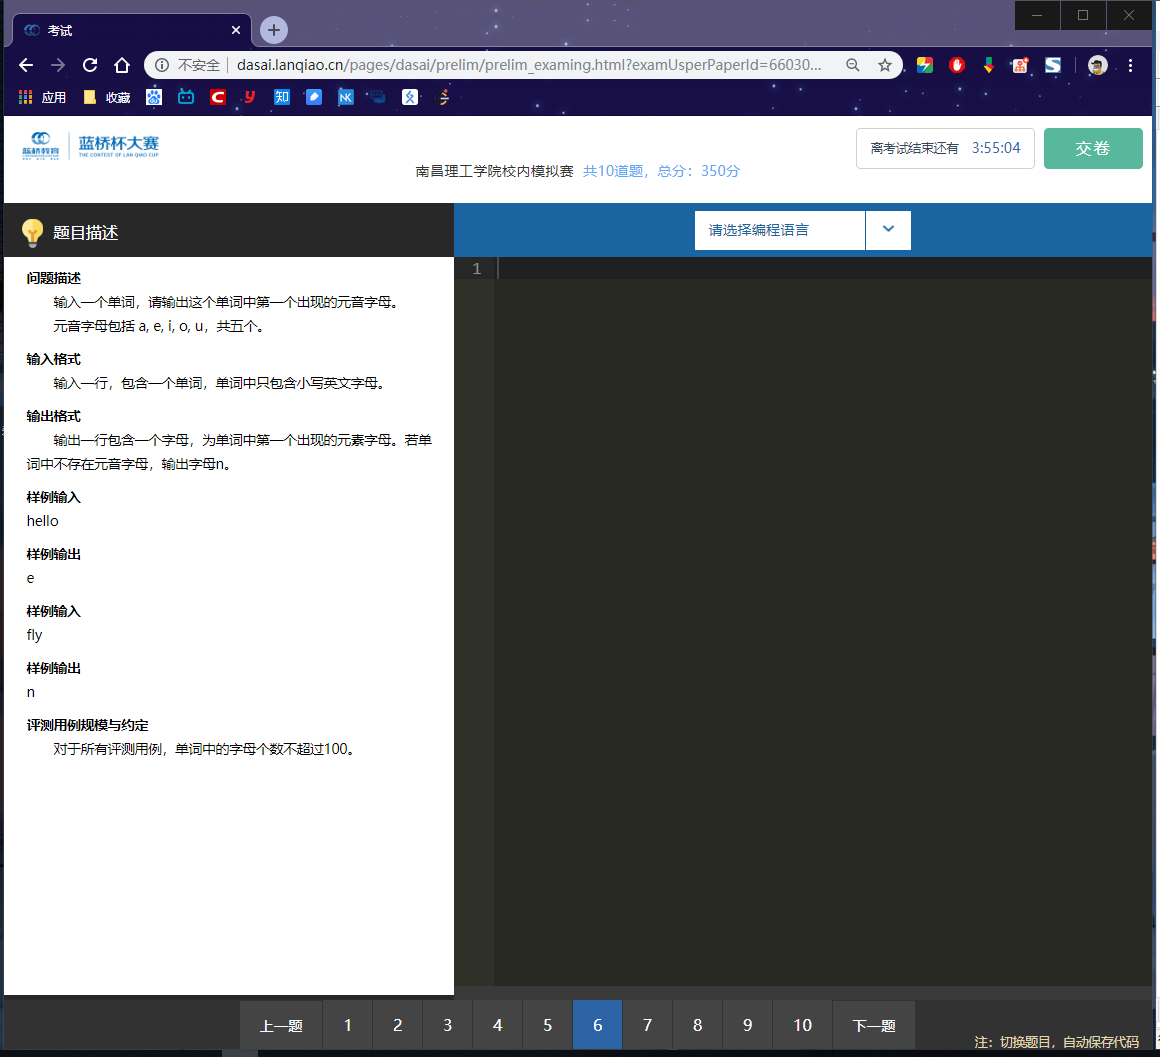 考试
不安全 dasai.lanqiao.cn/pages/dasai/prelim/prelim_examing.html?examUsperPaperId=66030...
应用 收藏 知 NK
蓝桥教育 蓝桥杯大赛
THE CONTEST OF LAN QIAO CUP
离考试结束还有 3:55:04 交卷
南昌理工学院校内模拟赛 共10道题，总分：350分
题目描述
请选择编程语言
1
问题描述
输入一个单词，请输出这个单词中第一个出现的元音字母。
元音字母包括 a, e, i, o, u，共五个。
输入格式
输入一行，包含一个单词，单词中只包含小写英文字母。
输出格式
输出一行包含一个字母，为单词中第一个出现的元素字母。若单
词中不存在元音字母，输出字母n。
样例输入
hello
样例输出
e
样例输入
fly
样例输出
n
评测用例规模与约定
对于所有评测用例，单词中的字母个数不超过100。
上一题 1 2 3 4 5 6 7 8 9 10 下一题
注：切换题目，自动保存代码